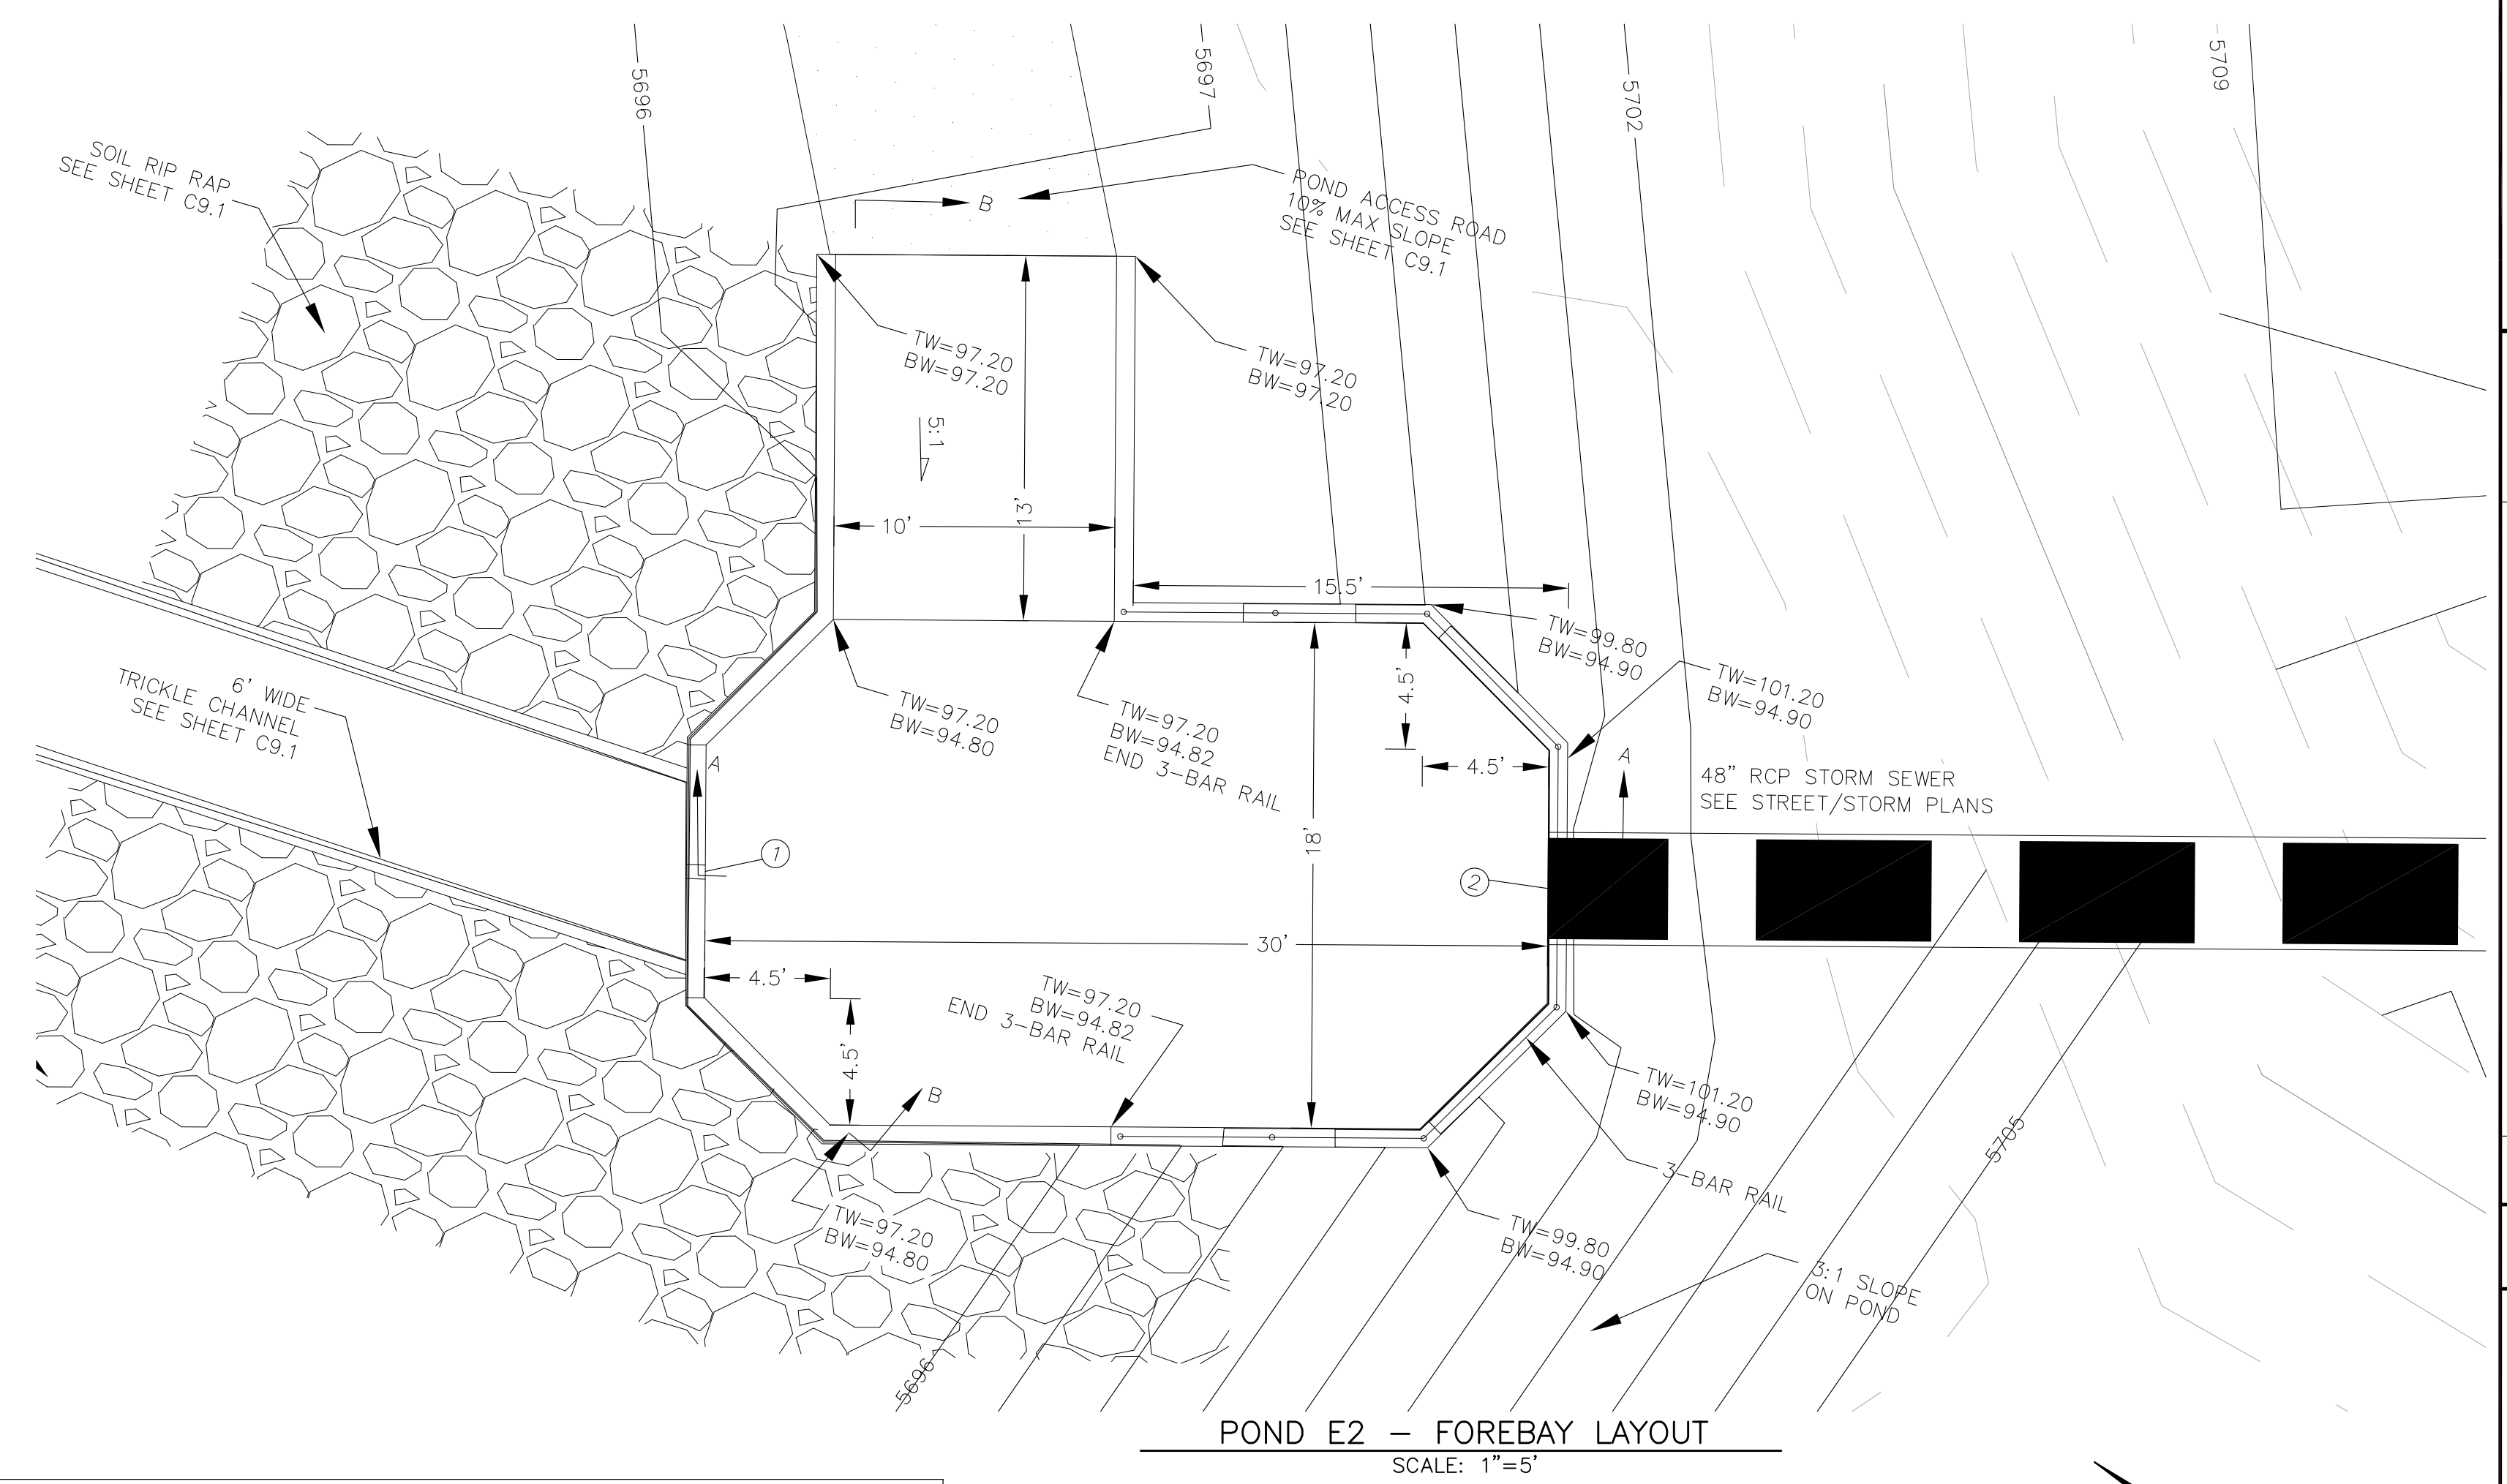 5696
5697
5702
5709
SOIL RIP RAP
SEE SHEET C9.1
B
POND ACCESS ROAD
10% MAX SLOPE
SEE SHEET C9.1
TW=97.20
BW=97.20
TW=97.20
BW=97.20
5:1
13'
10'
15.5'
TW=99.80
BW=94.90
TW=101.20
BW=94.90
4.5'
4.5'
6' WIDE
TRICKLE CHANNEL
SEE SHEET C9.1
TW=97.20
BW=94.80
TW=97.20
BW=94.82
END 3-BAR RAIL
A
A
48" RCP STORM SEWER
SEE STREET/STORM PLANS
18'
1
2
30'
4.5'
4.5'
TW=97.20
BW=94.82
END 3-BAR RAIL
B
TW=101.20
BW=94.90
5705
3-BAR RAIL
TW=97.20
BW=94.80
TW=99.80
BW=94.90
3:1 SLOPE
ON POND
5696
POND E2 - FOREBAY LAYOUT
SCALE: 1"=5'